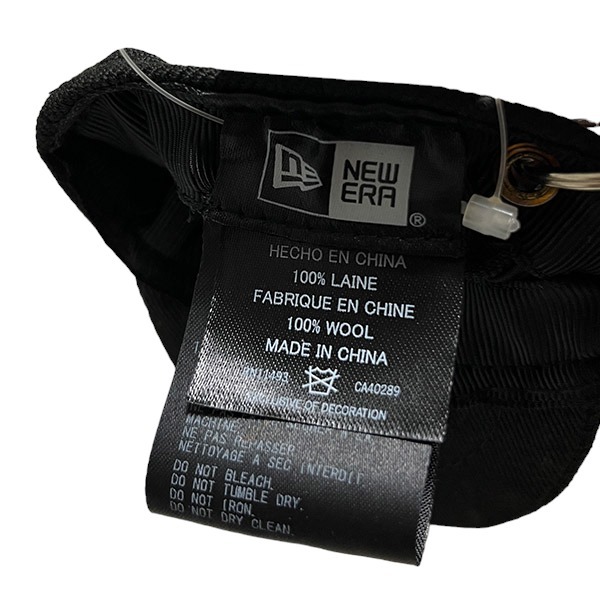 NEW
ERA
®
HECHO EN CHINA
100% LAINE
FABRIQUE EN CHINE
100% WOOL
MADE IN CHINA
CA40289
EXCLUSIVE OF DECORATION
MACHINE.
NE PAS REPASSER
NETTOYAGE A SEC INTERDIT
DO NOT BLEACH.
DO NOT TUMBLE DRY.
DO NOT IRON.
DO NOT DRY CLEAN.